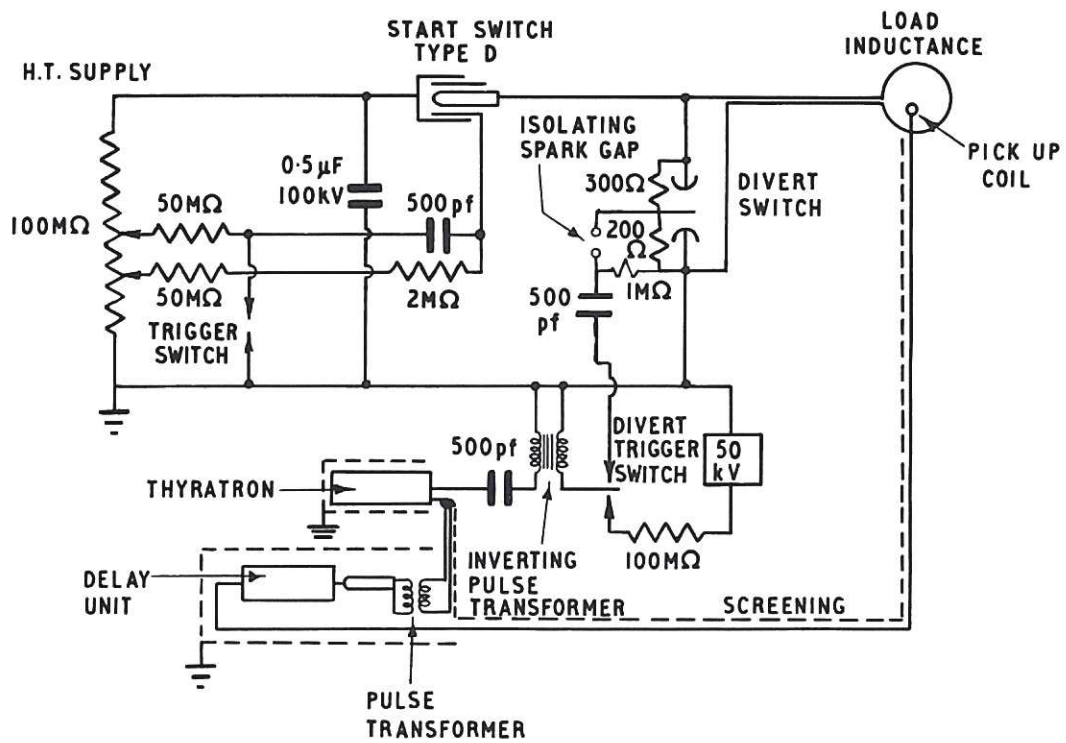 START SWITCH
TYPE D
LOAD
INDUCTANCE
H.T. SUPPLY
ISOLATING
SPARK GAP
PICK UP
COIL
0·5μF
100kV
500 pf
50MΩ
100MΩ
300Ω
DIVERT
SWITCH
200
Ω
50MΩ
2MΩ
1MΩ
TRIGGER
SWITCH
500
pf
500pf
DIVERT
TRIGGER
SWITCH
50
kV
THYRATRON
100MΩ
INVERTING
PULSE
TRANSFORMER
SCREENING
DELAY
UNIT
PULSE
TRANSFORMER